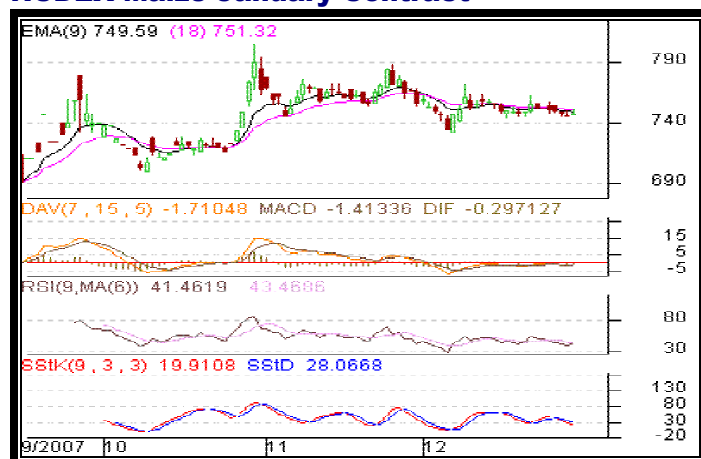 EMA(9) 749.59 (18) 751.32
790
740
690
DAV(7 , 15 , 5) -1.71048 MACD -1.41336 DIF -0.297127
15
5
-5
RSI(9,MA(6)) 41.4619 43.4686
80
30
SStK(9 , 3 , 3) 19.9108 SStD 28.0668
130
80
30
-20
9/2007 10 11 12